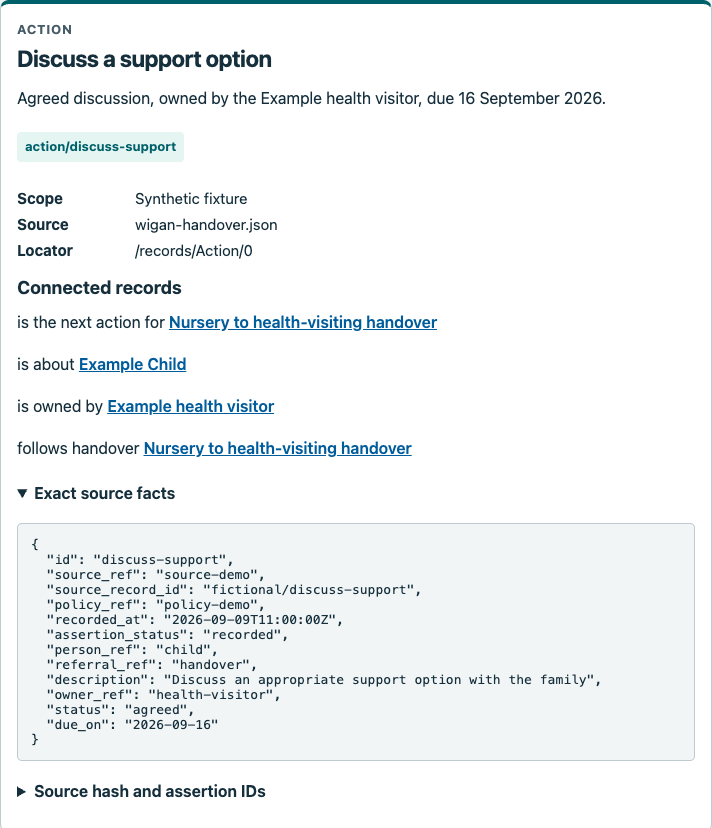 ACTION
Discuss a support option
Agreed discussion, owned by the Example health visitor, due 16 September 2026.
action/discuss-support
Scope Synthetic fixture
Source wigan-handover.json
Locator /records/Action/0
Connected records
is the next action for Nursery to health-visiting handover
is about Example Child
is owned by Example health visitor
follows handover Nursery to health-visiting handover
▼ Exact source facts
{
  "id": "discuss-support",
  "source_ref": "source-demo",
  "source_record_id": "fictional/discuss-support",
  "policy_ref": "policy-demo",
  "recorded_at": "2026-09-09T11:00:00Z",
  "assertion_status": "recorded",
  "person_ref": "child",
  "referral_ref": "handover",
  "description": "Discuss an appropriate support option with the family",
  "owner_ref": "health-visitor",
  "status": "agreed",
  "due_on": "2026-09-16"
}
▶ Source hash and assertion IDs